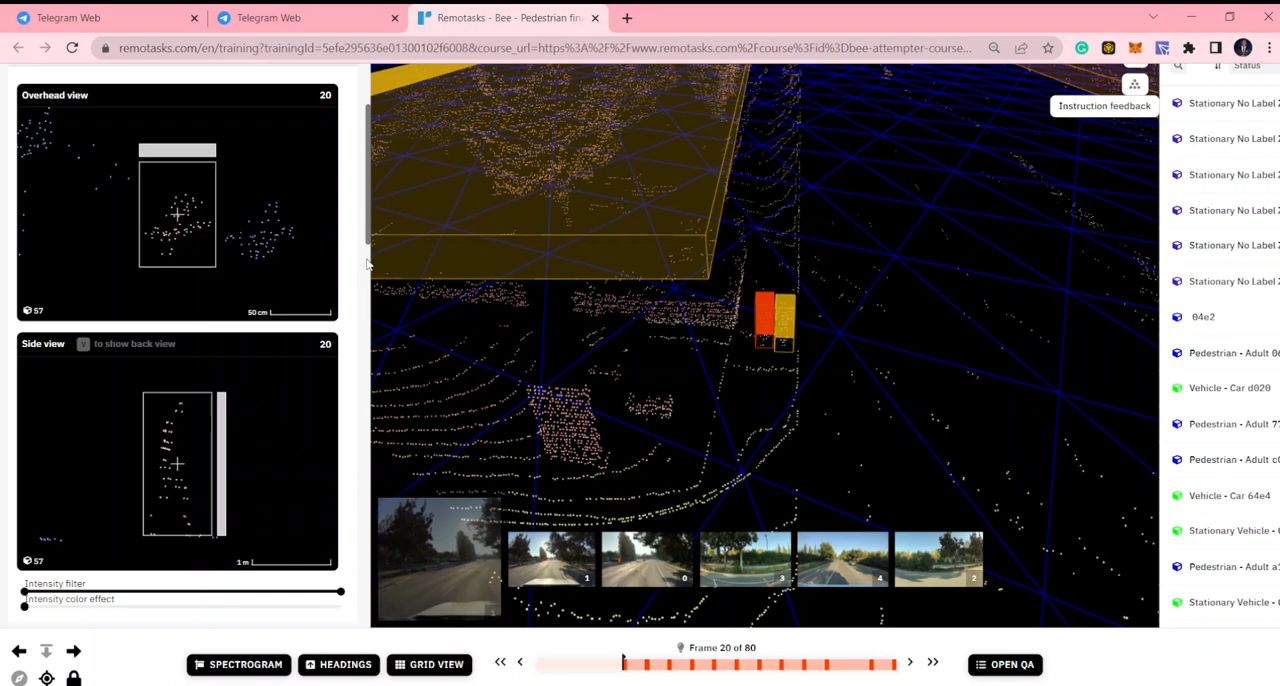 Telegram Web
Telegram Web
Remotasks - Bee - Pedestrian fin
remotasks.com/en/training?trainingId=5efe295636e01300102f6008&course_url=https%3A%2F%2Fwww.remotasks.com%2Fcourse%3Fid%3Dbee-attempter-course...
Overhead view 20
57 50 cm
Side view V to show back view 20
57 1 m
Intensity filter
Intensity color effect
Instruction feedback
1 0 3 4 2
Status
Stationary No Label
Stationary No Label
Stationary No Label
Stationary No Label
Stationary No Label
Stationary No Label
04e2
Pedestrian - Adult 06
Vehicle - Car d020
Pedestrian - Adult 77
Pedestrian - Adult c0
Vehicle - Car 64e4
Stationary Vehicle -
Pedestrian - Adult a1
Stationary Vehicle -
SPECTROGRAM HEADINGS GRID VIEW
Frame 20 of 80
OPEN QA